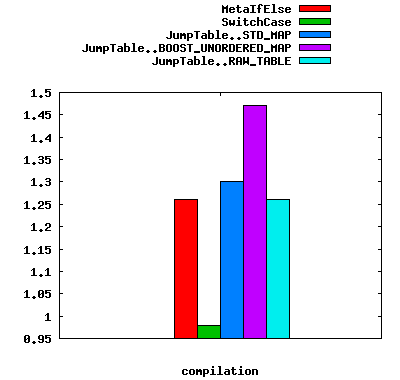 MetaIfElse
SwitchCase
JumpTable..STD_MAP
JumpTable..BOOST_UNORDERED_MAP
JumpTable..RAW_TABLE
1.5
1.45
1.4
1.35
1.3
1.25
1.2
1.15
1.1
1.05
1
0.95
compilation